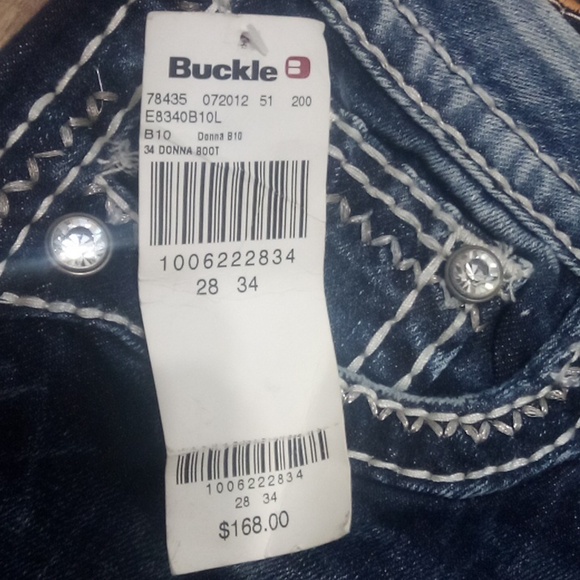 Buckle B
78435 072012 51 200
E8340B10L
B10 Donna B10
34 DONNA BOOT
1006222834
28 34
1006222834
28 34
$168.00